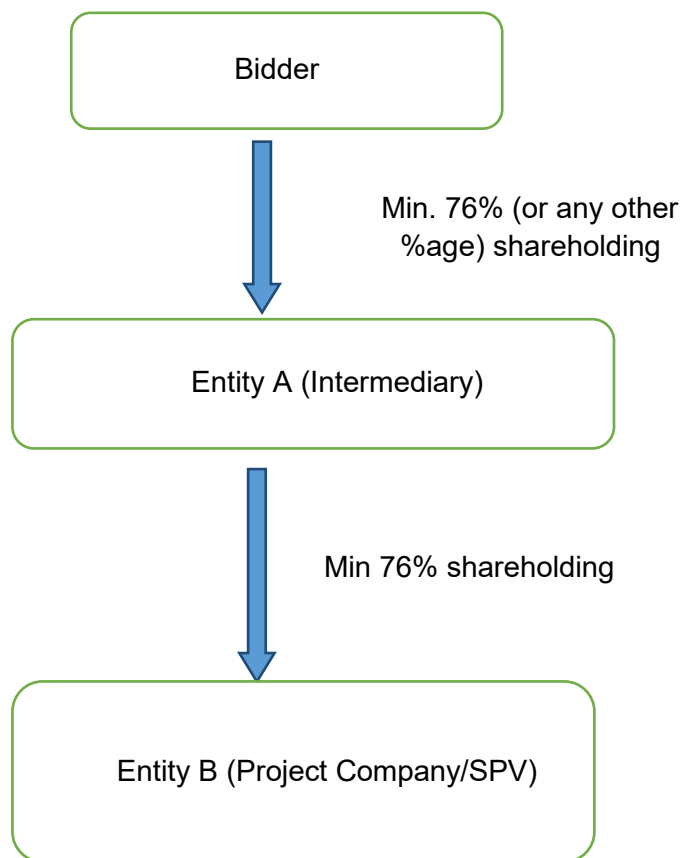 Bidder
Min. 76% (or any other
%age) shareholding
Entity A (Intermediary)
Min 76% shareholding
Entity B (Project Company/SPV)